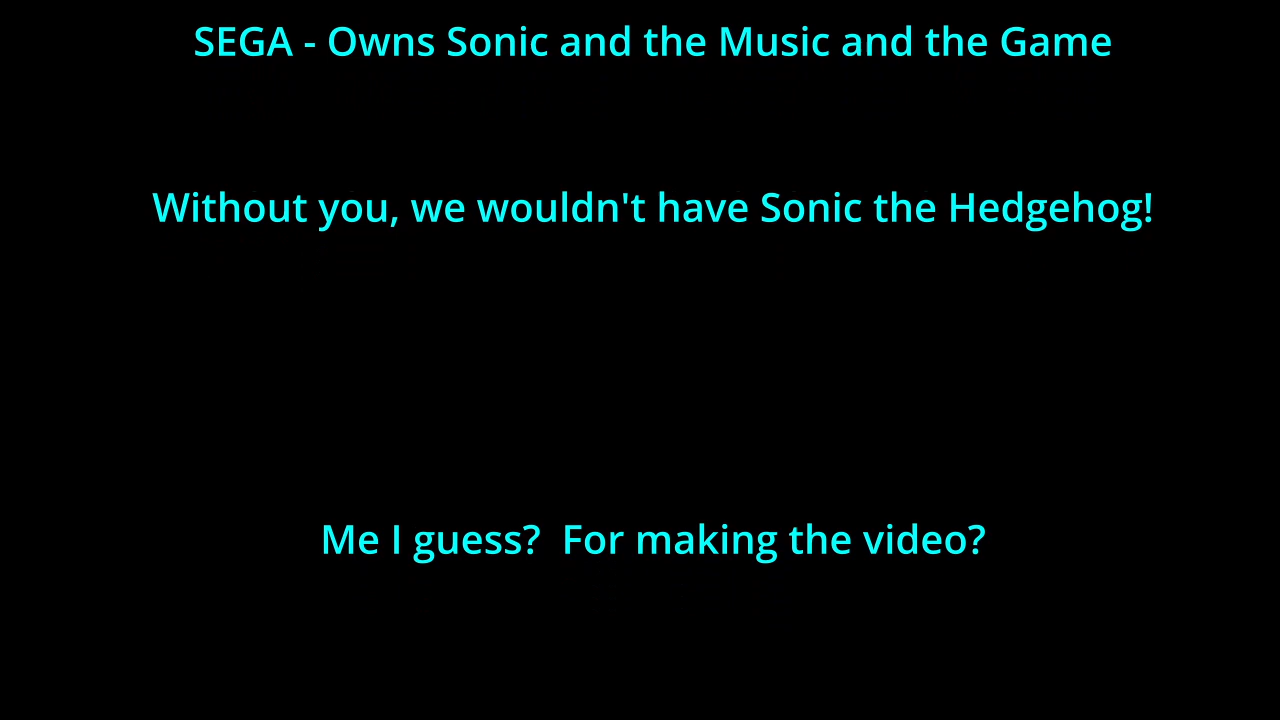 SEGA - Owns Sonic and the Music and the Game
Without you, we wouldn't have Sonic the Hedgehog!
Me I guess?  For making the video?